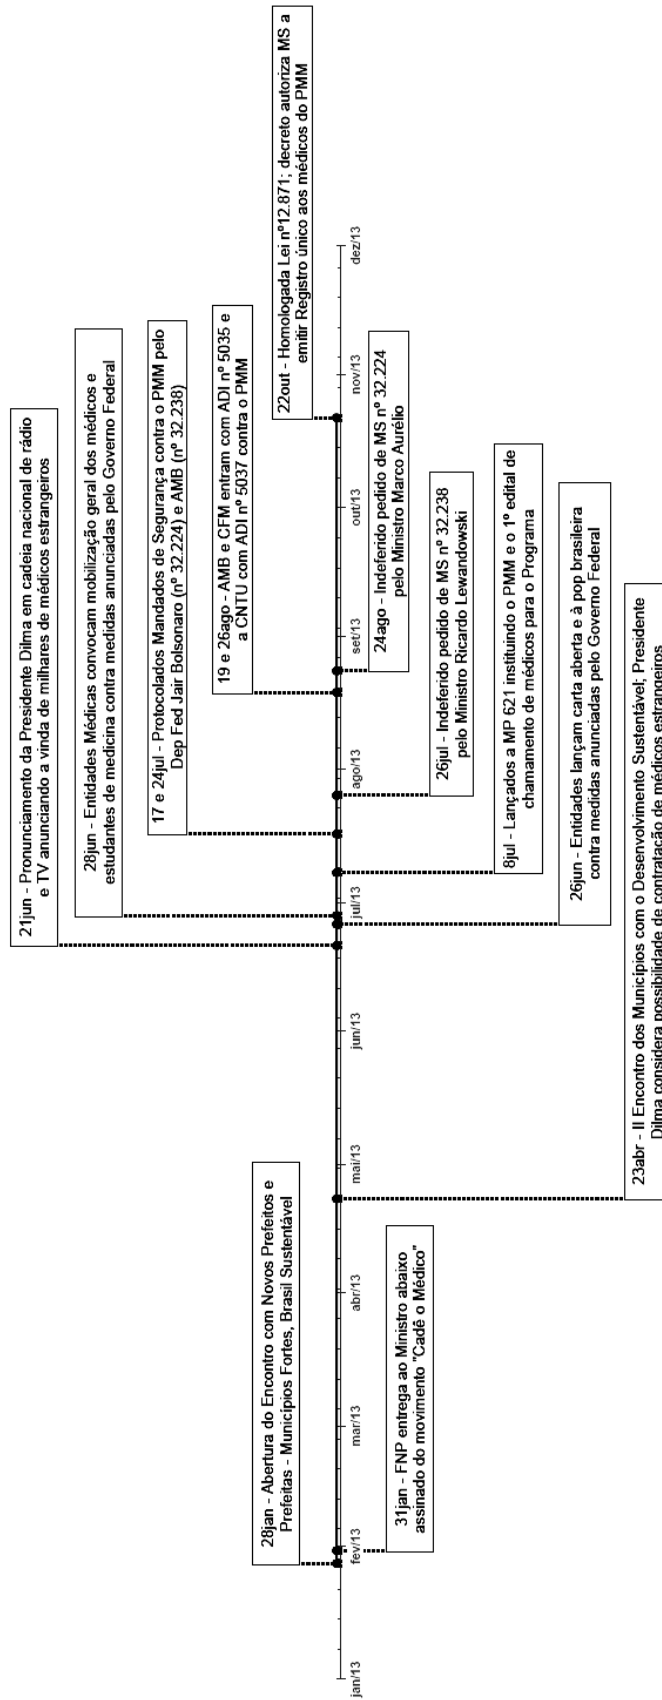 28jan - Abertura do Encontro com Novos Prefeitos e
Prefeitas - Municípios Fortes, Brasil Sustentável
21jun - Pronunciamento da Presidente Dilma em cadeia nacional de rádio
e TV anunciando a vinda de milhares de médicos estrangeiros
28jun - Entidades Médicas convocam mobilização geral dos médicos e
estudantes de medicina contra medidas anunciadas pelo Governo Federal
17 e 24jul - Protocolados Mandados de Segurança contra o PMM pelo
Dep Fed Jair Bolsonaro (nº 32.224) e AMB (nº 32.238)
19 e 26ago - AMB e CFM entram com ADI nº 5035 e
a CNTU com ADI nº 5037 contra o PMM
22out - Homologada Lei nº12.871; decreto autoriza MS a
emitir Registro único aos médicos do PMM
jan/13
fev/13
mar/13
abr/13
mai/13
jun/13
jul/13
ago/13
set/13
out/13
nov/13
dez/13
31jan - FNP entrega ao Ministro abaixo
assinado do movimento "Cadê o Médico"
24ago - Indeferido pedido de MS nº 32.224
pelo Ministro Marco Aurélio
26jul - Indeferido pedido de MS nº 32.238
pelo Ministro Ricardo Lewandowski
8jul - Lançados a MP 621 instituindo o PMM e o 1º edital de
chamamento de médicos para o Programa
26jun - Entidades lançam carta aberta e à pop brasileira
contra medidas anunciadas pelo Governo Federal
23abr - II Encontro dos Municípios com o Desenvolvimento Sustentável; Presidente
Dilma considera possibilidade de contratação de médicos estrangeiros